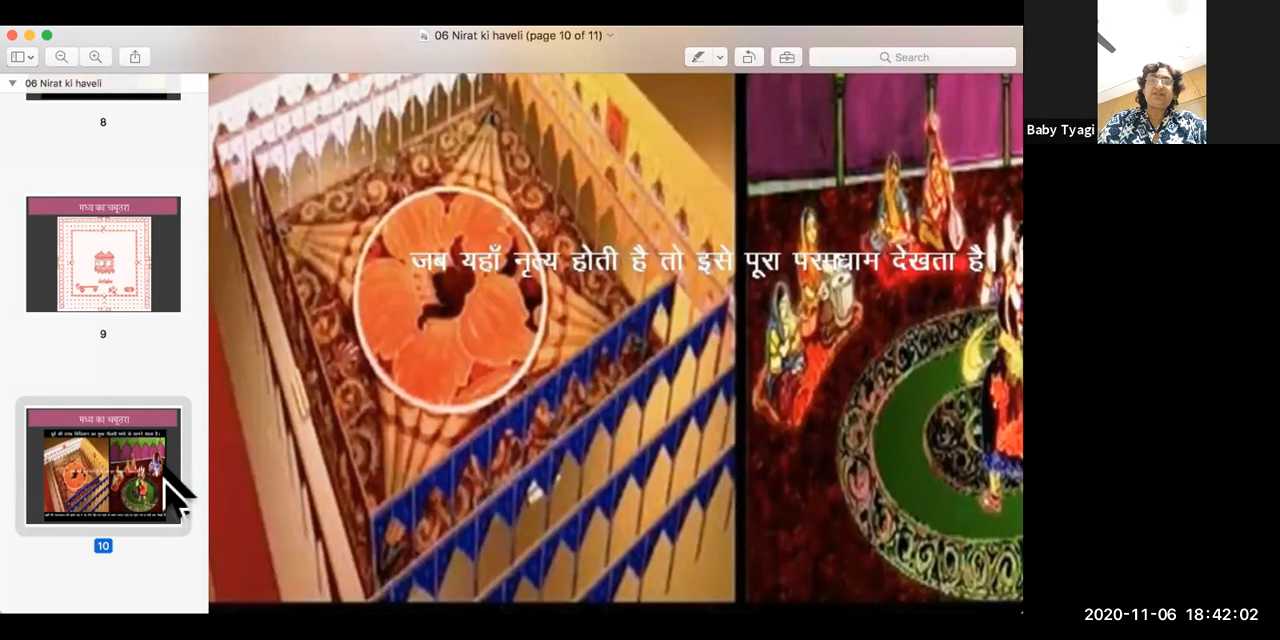 06 Nirat ki haveli (page 10 of 11)
Search
06 Nirat ki haveli
8
मध्य का चबूतरा
9
मध्य का चबूतरा
10
जब यहाँ नृत्य होती है तो इसे पूरा परमधाम देखता है।
Baby Tyagi
2020-11-06 18:42:02